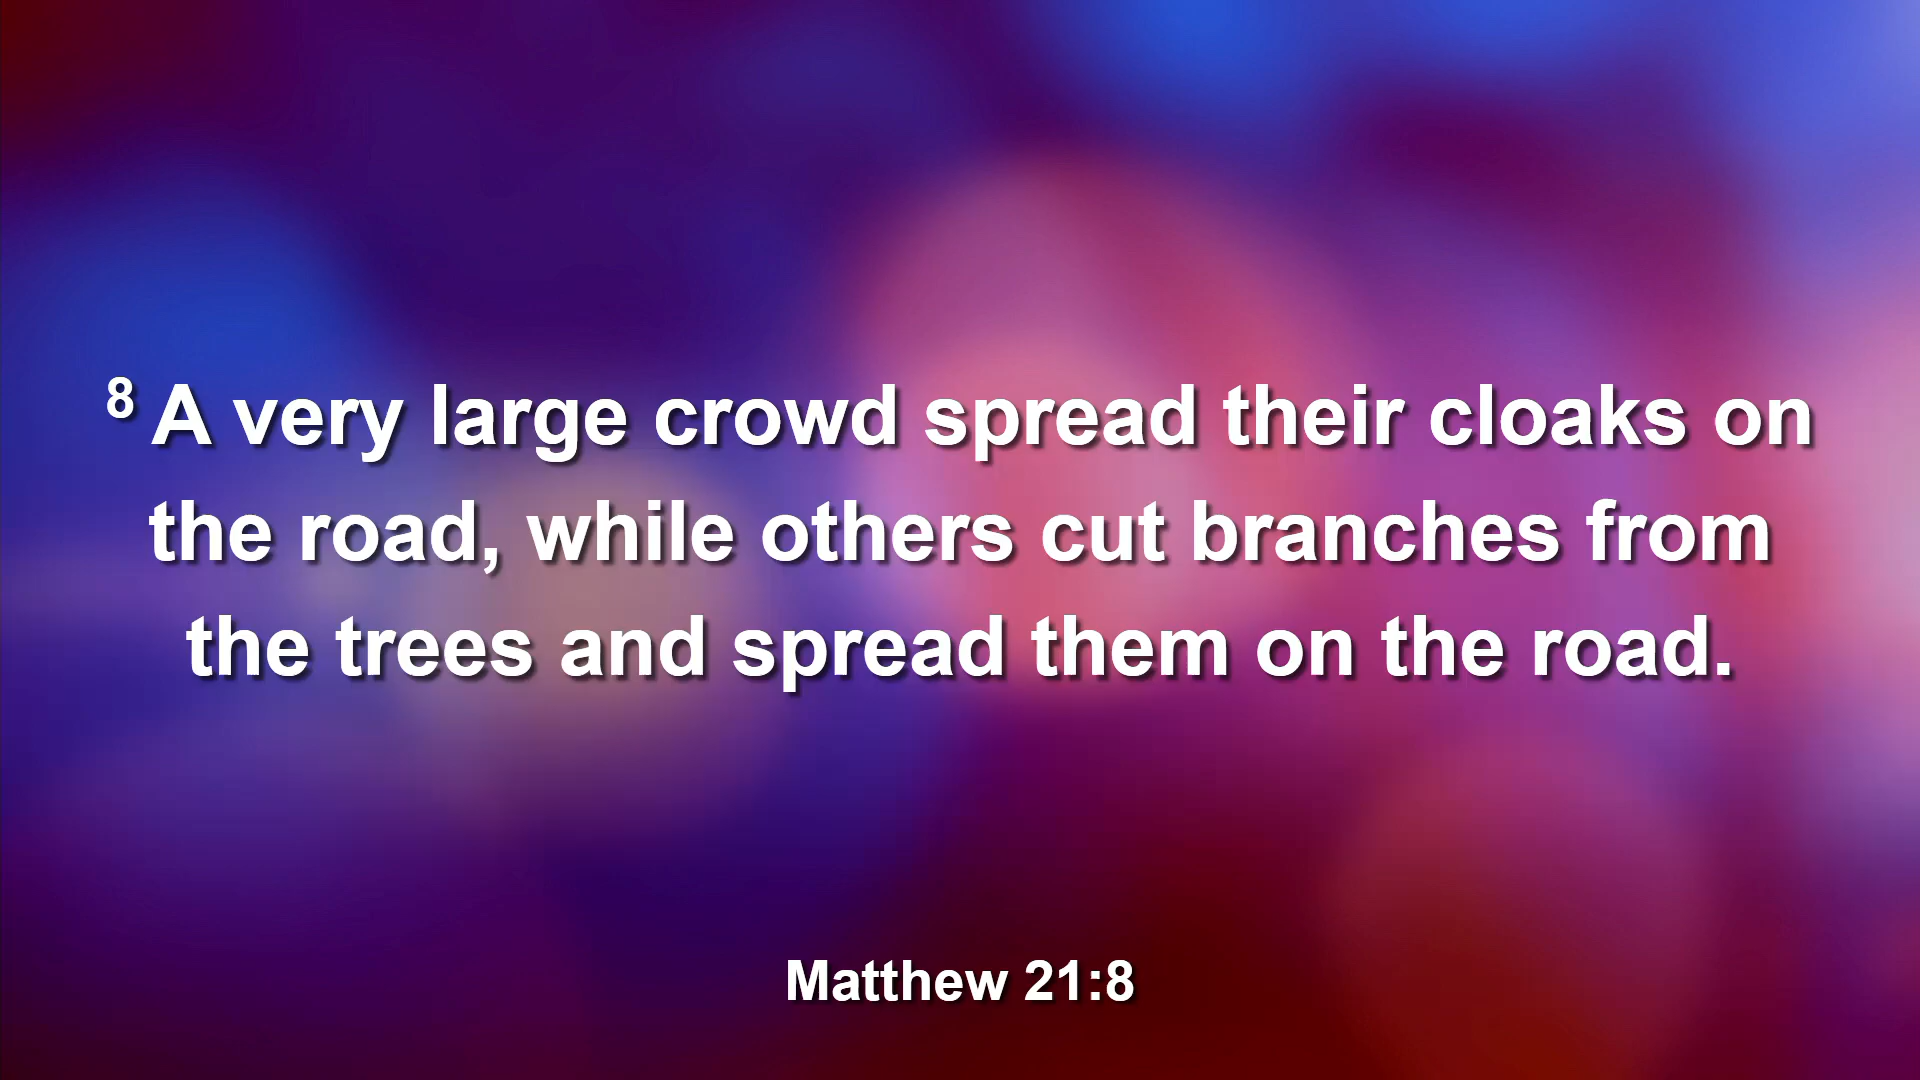 8 A very large crowd spread their cloaks on
the road, while others cut branches from
the trees and spread them on the road.
Matthew 21:8